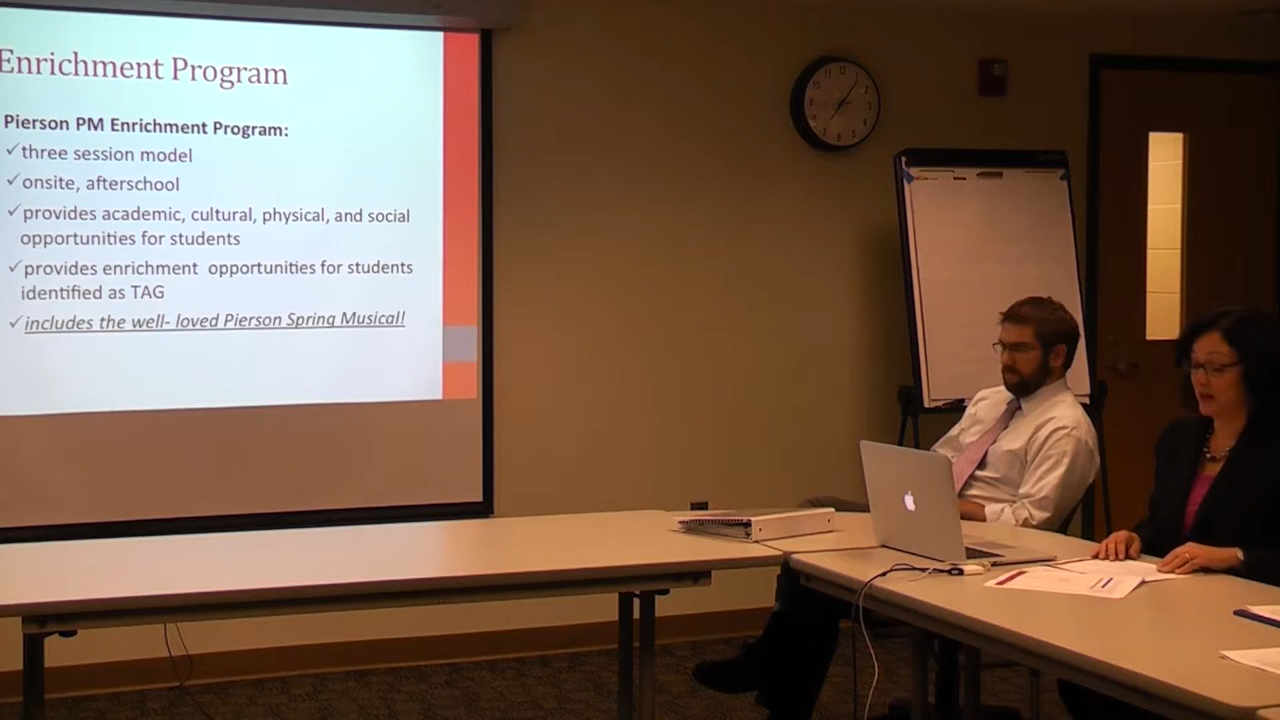 Enrichment Program
Pierson PM Enrichment Program:
✓three session model
✓onsite, afterschool
✓provides academic, cultural, physical, and social
opportunities for students
✓provides enrichment opportunities for students
identified as TAG
✓includes the well- loved Pierson Spring Musical!